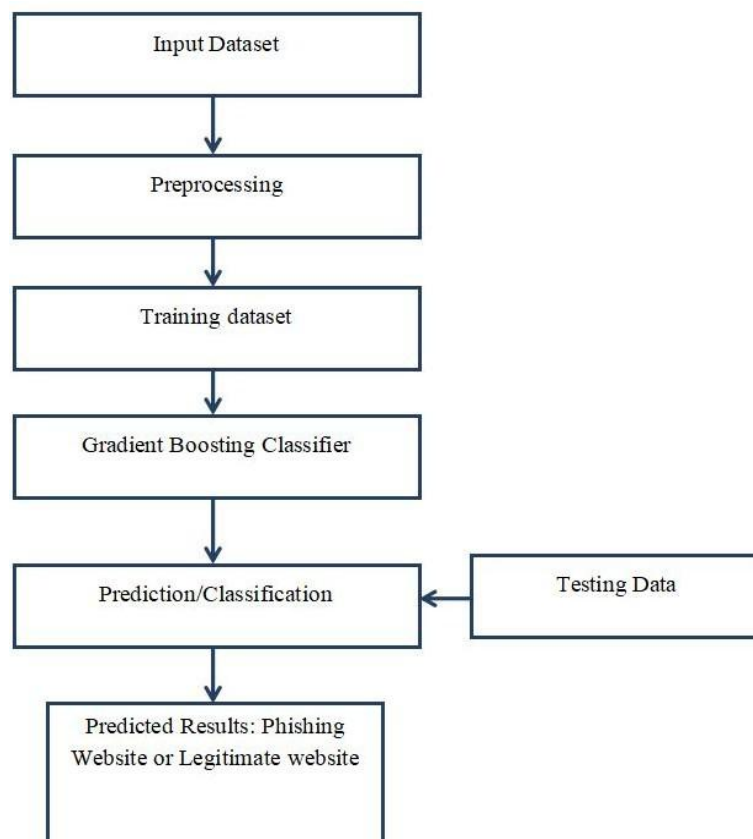 Input Dataset
Preprocessing
Training dataset
Gradient Boosting Classifier
Prediction/Classification
Testing Data
Predicted Results: Phishing
Website or Legitimate website